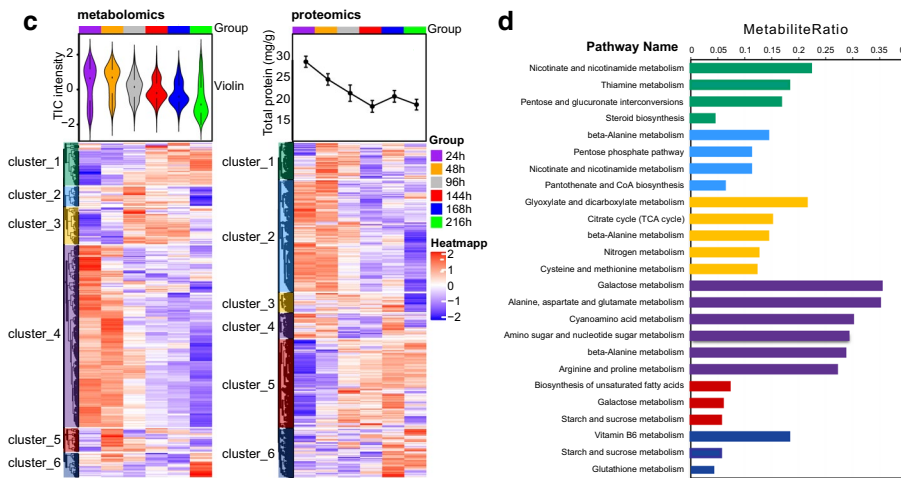 c
metabolomics
Group
TIC intensity
2
0
−2
Violin
cluster_1
cluster_2
cluster_3
cluster_4
cluster_5
cluster_6
proteomics
Group
Total protein (mg/g)
30
25
20
15
cluster_1
cluster_2
cluster_3
cluster_4
cluster_5
cluster_6
Group
24h
48h
96h
144h
168h
216h
Heatmapp
2
1
0
−1
−2
d
MetabiliteRatio
Pathway Name
0 0.05 0.1 0.15 0.2 0.25 0.3 0.35
Nicotinate and nicotinamide metabolism
Thiamine metabolism
Pentose and glucuronate interconversions
Steroid biosynthesis
beta-Alanine metabolism
Pentose phosphate pathway
Nicotinate and nicotinamide metabolism
Pantothenate and CoA biosynthesis
Glyoxylate and dicarboxylate metabolism
Citrate cycle (TCA cycle)
beta-Alanine metabolism
Nitrogen metabolism
Cysteine and methionine metabolism
Galactose metabolism
Alanine, aspartate and glutamate metabolism
Cyanoamino acid metabolism
Amino sugar and nucleotide sugar metabolism
beta-Alanine metabolism
Arginine and proline metabolism
Biosynthesis of unsaturated fatty acids
Galactose metabolism
Starch and sucrose metabolism
Vitamin B6 metabolism
Starch and sucrose metabolism
Glutathione metabolism